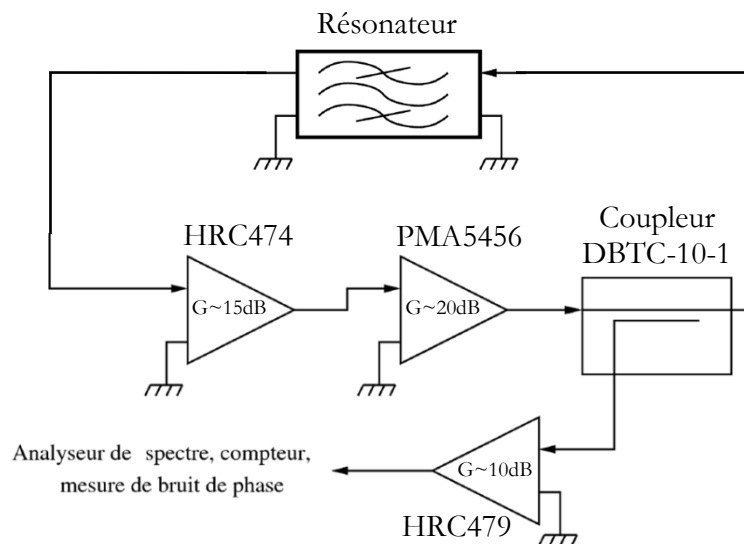 Résonateur
HRC474
PMA5456
Coupleur
DBTC-10-1
G~15dB
G~20dB
Analyseur de spectre, compteur,
mesure de bruit de phase
G~10dB
HRC479